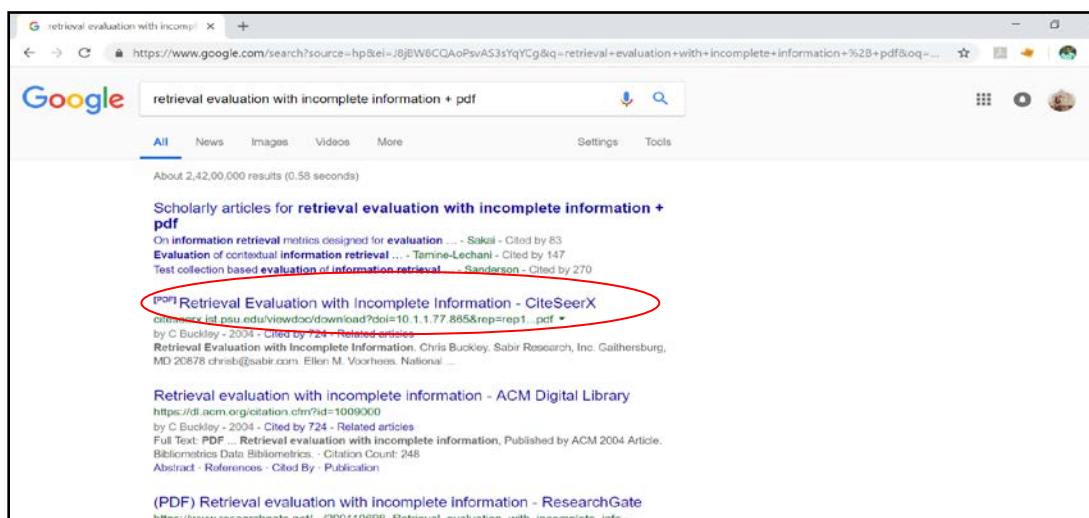 G retrieval evaluation with incompl × +
https://www.google.com/search?source=hp&ei=J8jBW8CQAoPsvAS3sYqYCg&q=retrieval+evaluation+with+incomplete+information+%2B+pdf&oq=...
Google retrieval evaluation with incomplete information + pdf
All News Images Videos More Settings Tools
About 2,42,00,000 results (0.58 seconds)
Scholarly articles for retrieval evaluation with incomplete information +
pdf
On information retrieval metrics designed for evaluation ... - Sakai - Cited by 83
Evaluation of contextual information retrieval ... - Tamine-Lechani - Cited by 147
Test collection based evaluation of information retrieval ... - Sanderson - Cited by 270
[PDF] Retrieval Evaluation with Incomplete Information - CiteSeerX
citeseerx.ist.psu.edu/viewdoc/download?doi=10.1.1.77.865&rep=rep1...pdf
by C Buckley - 2004 - Cited by 724 - Related articles
Retrieval Evaluation with Incomplete Information. Chris Buckley. Sabir Research, Inc. Gaithersburg,
MD 20878 chrisb@sabir.com. Ellen M. Voorhees. National ...
Retrieval evaluation with incomplete information - ACM Digital Library
https://dl.acm.org/citation.cfm?id=1009000
by C Buckley - 2004 - Cited by 724 - Related articles
Full Text: PDF ... Retrieval evaluation with incomplete information, Published by ACM 2004 Article.
Bibliometrics Data Bibliometrics. · Citation Count: 248
Abstract · References · Cited By · Publication
(PDF) Retrieval evaluation with incomplete information - ResearchGate